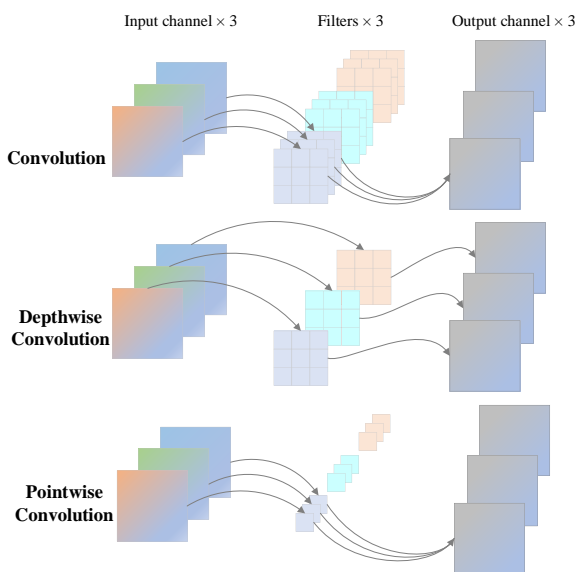 Input channel × 3 Filters × 3 Output channel × 3
Convolution
Depthwise
Convolution
Pointwise
Convolution